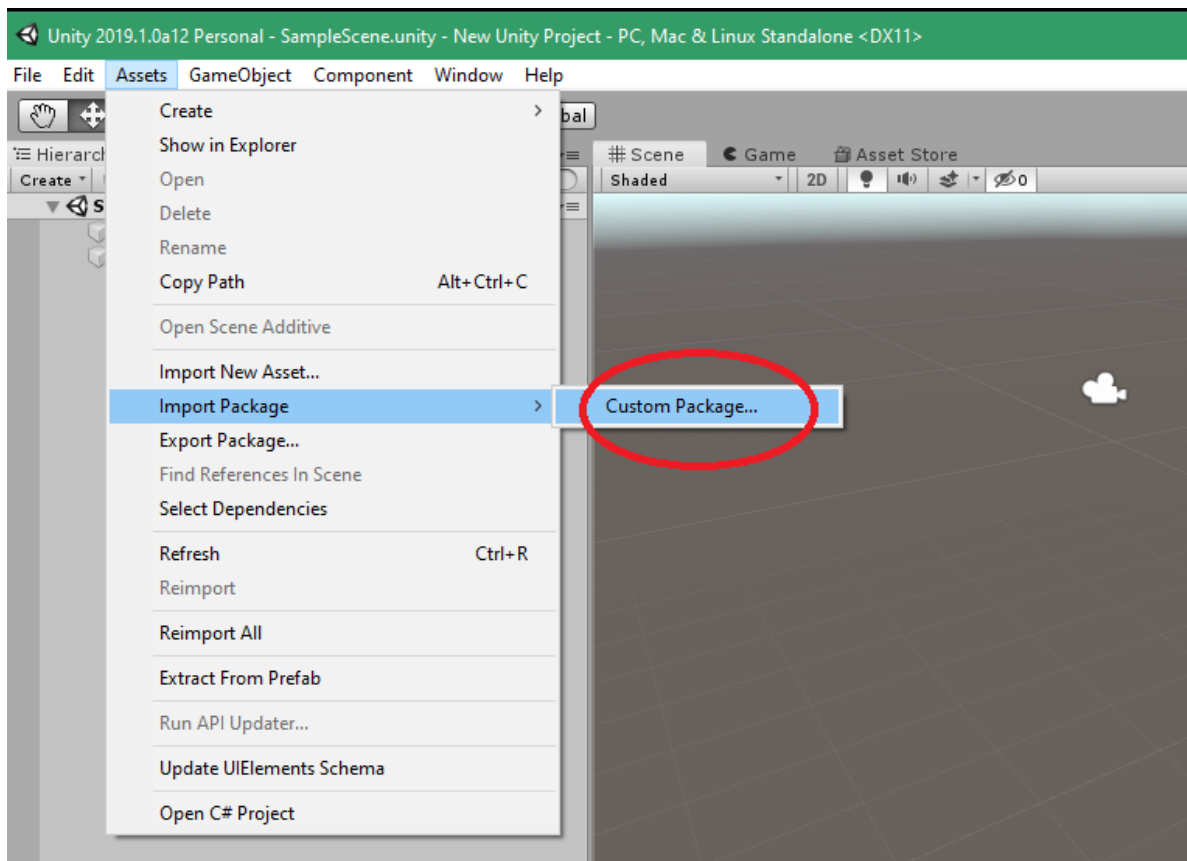 Unity 2019.1.0a12 Personal - SampleScene.unity - New Unity Project - PC, Mac & Linux Standalone <DX11>
File Edit Assets GameObject Component Window Help
Create
Show in Explorer
Open
Delete
Rename
Copy Path Alt+Ctrl+C
Open Scene Additive
Import New Asset...
Import Package
Custom Package...
Export Package...
Find References In Scene
Select Dependencies
Refresh Ctrl+R
Reimport
Reimport All
Extract From Prefab
Run API Updater...
Update UIElements Schema
Open C# Project
bal
Hierarch
Create
S
Scene Game Asset Store
Shaded 2D 0